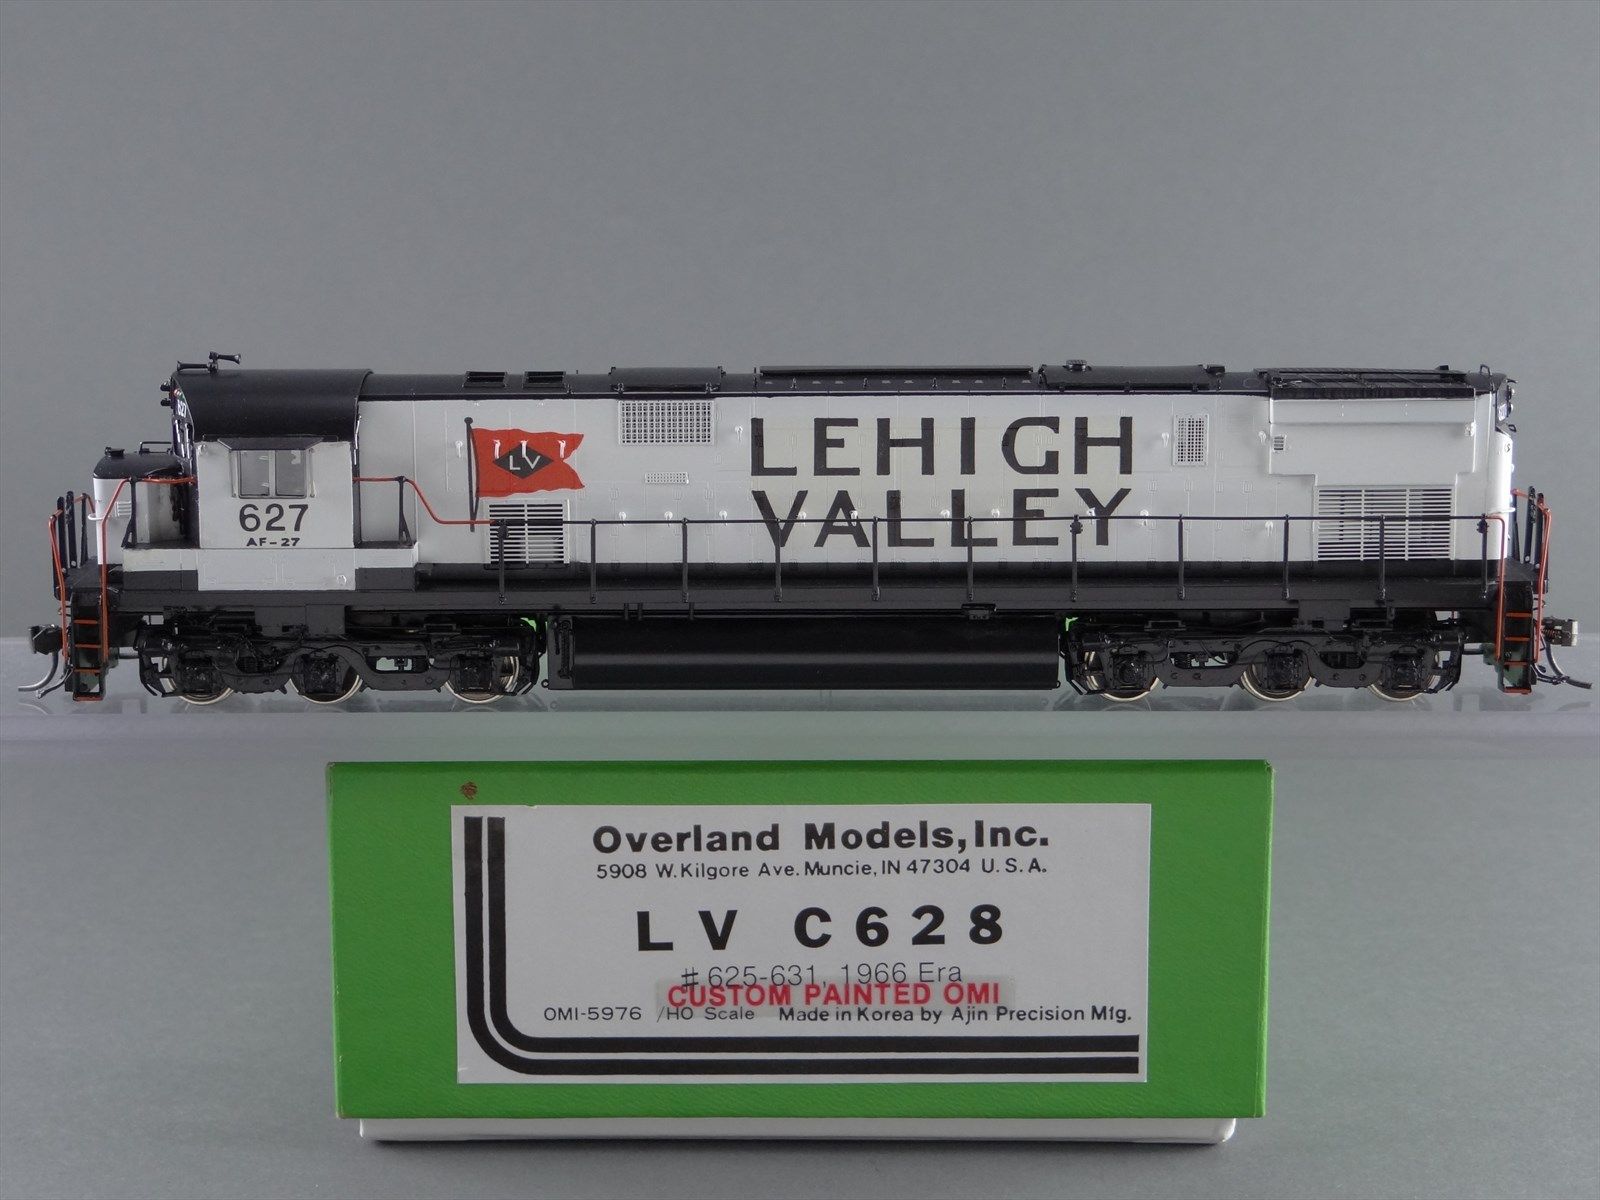 627
LV
LEHIGH
VALLEY
627
AF-27
Overland Models,Inc.
5908 W.Kilgore Ave. Muncie, IN 47304 U.S.A.
LV C628
#625-631, 1966 Era
CUSTOM PAINTED OMI
OMI-5976 /HO Scale Made in Korea by Ajin Precision Mfg.